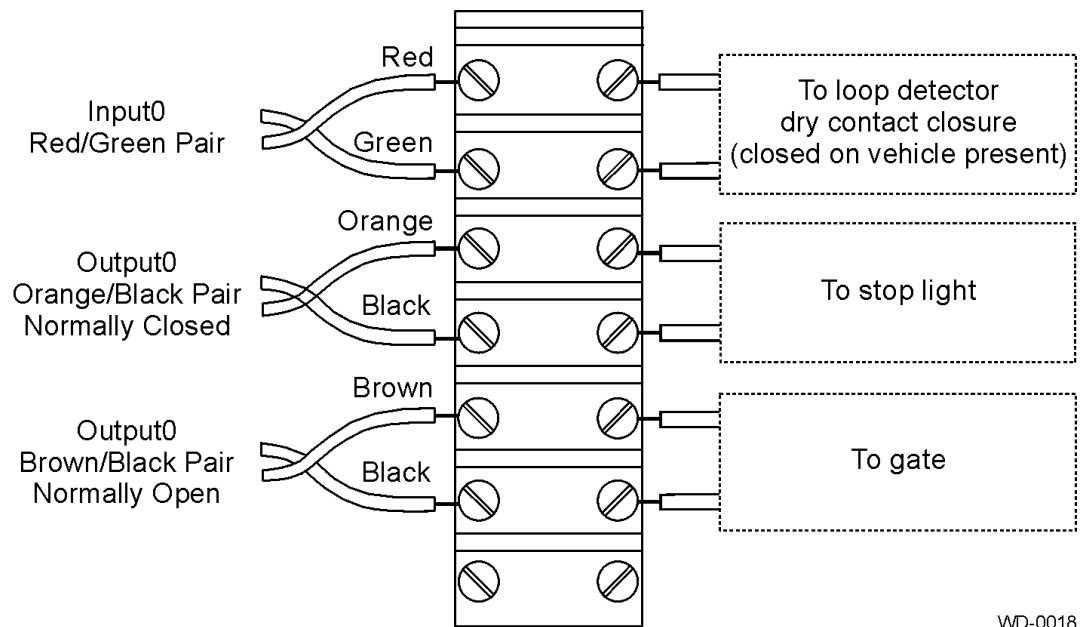 Red
Input0
Red/Green Pair
Green
To loop detector
dry contact closure
(closed on vehicle present)
Orange
Output0
Orange/Black Pair
Normally Closed
Black
To stop light
Brown
Output0
Brown/Black Pair
Normally Open
Black
To gate
WD-0018